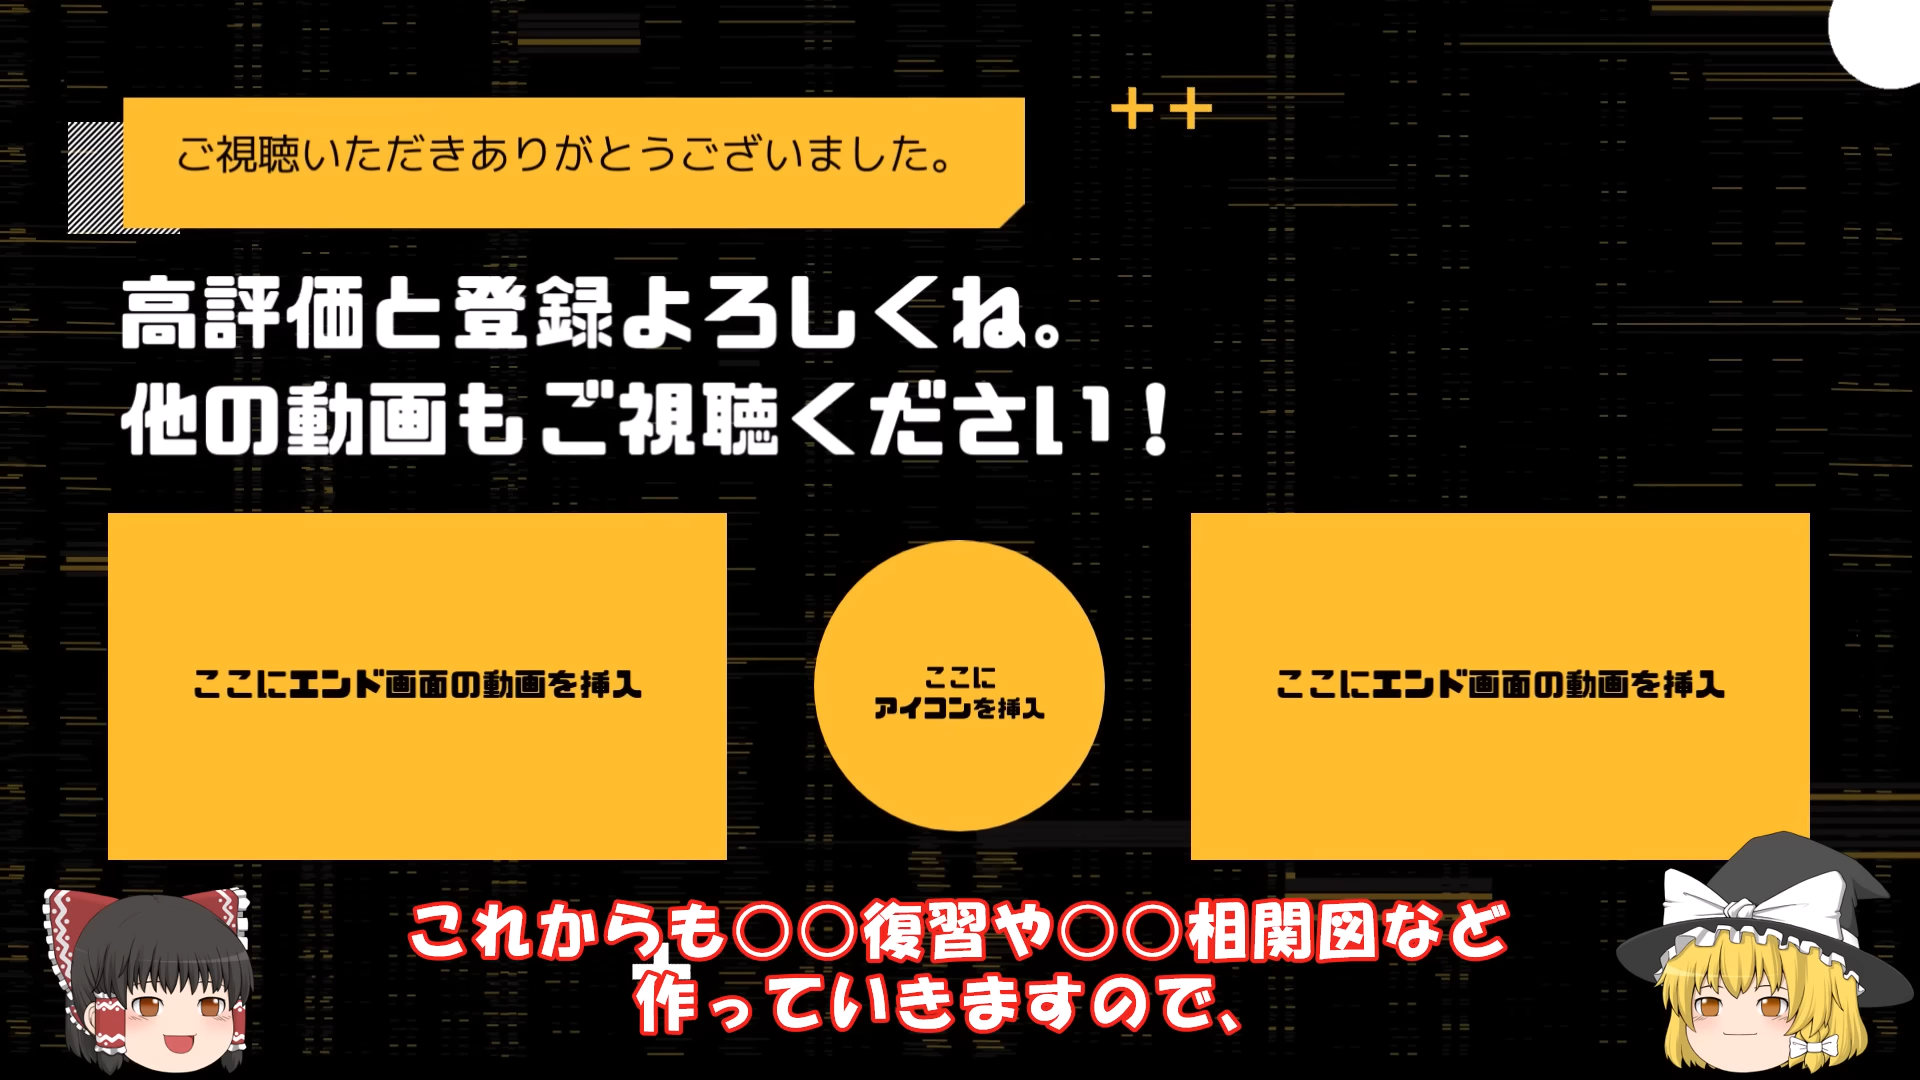 ご視聴いただきありがとうございました。
高評価と登録よろしくね。
他の動画もご視聴ください！
ここにエンド画面の動画を挿入
ここに
アイコンを挿入
ここにエンド画面の動画を挿入
これからも○○復習や○○相関図など
作っていきますので、